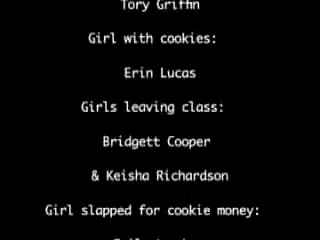 Tory Griffin
Girl with cookies:
Erin Lucas
Girls leaving class:
Bridgett Cooper
& Keisha Richardson
Girl slapped for cookie money: